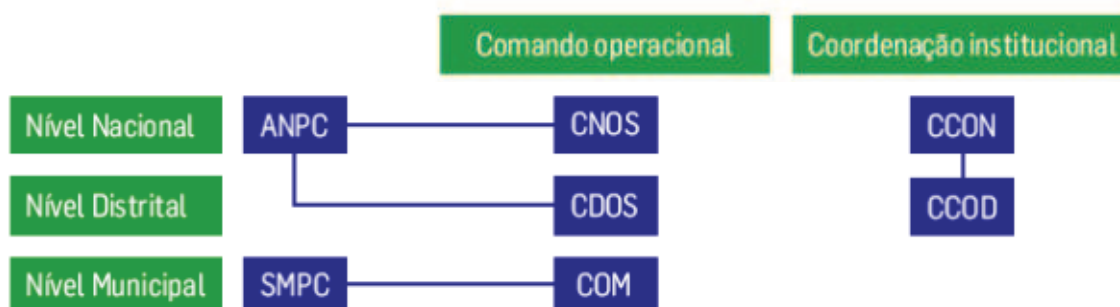 Comando operacional
Coordenação institucional
Nível Nacional
ANPC
CNOS
CCON
Nível Distrital
CDOS
CCOD
Nível Municipal
SMPC
COM